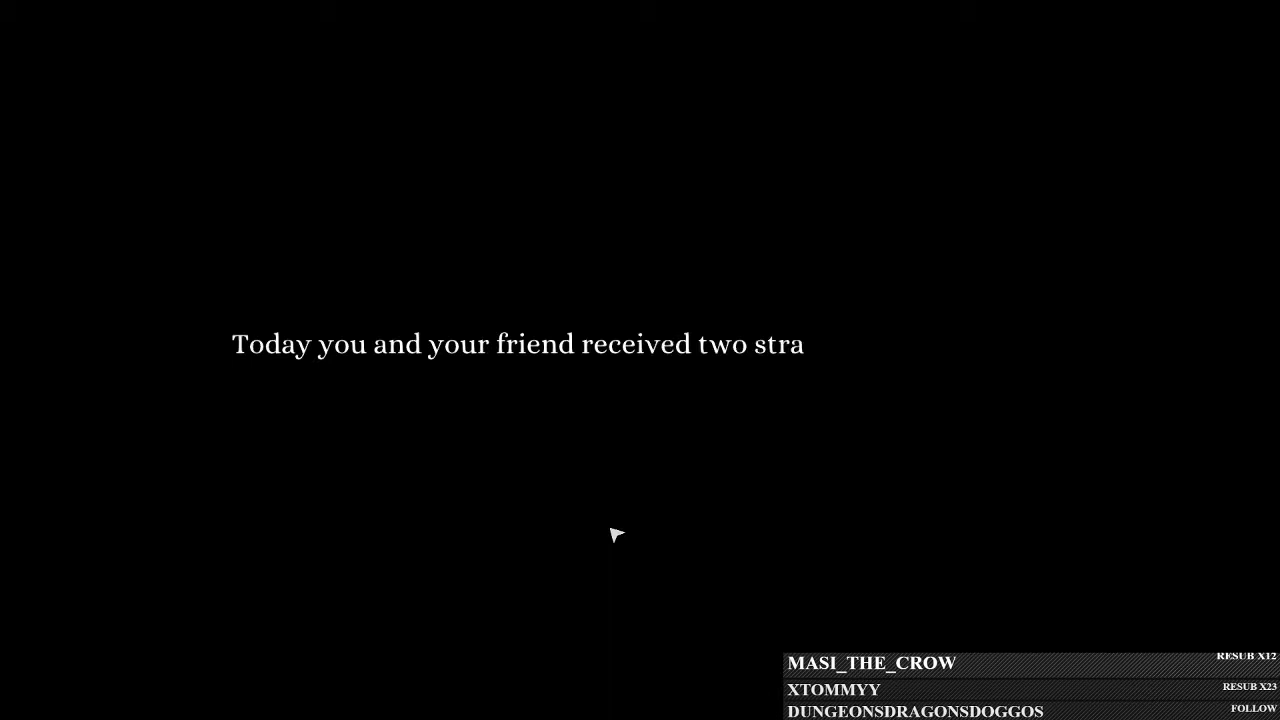 Today you and your friend received two stra
MASI_THE_CROW RESUB X12
XTOMMYY RESUB X23
DUNGEONSDRAGONSDOGGOS FOLLOW